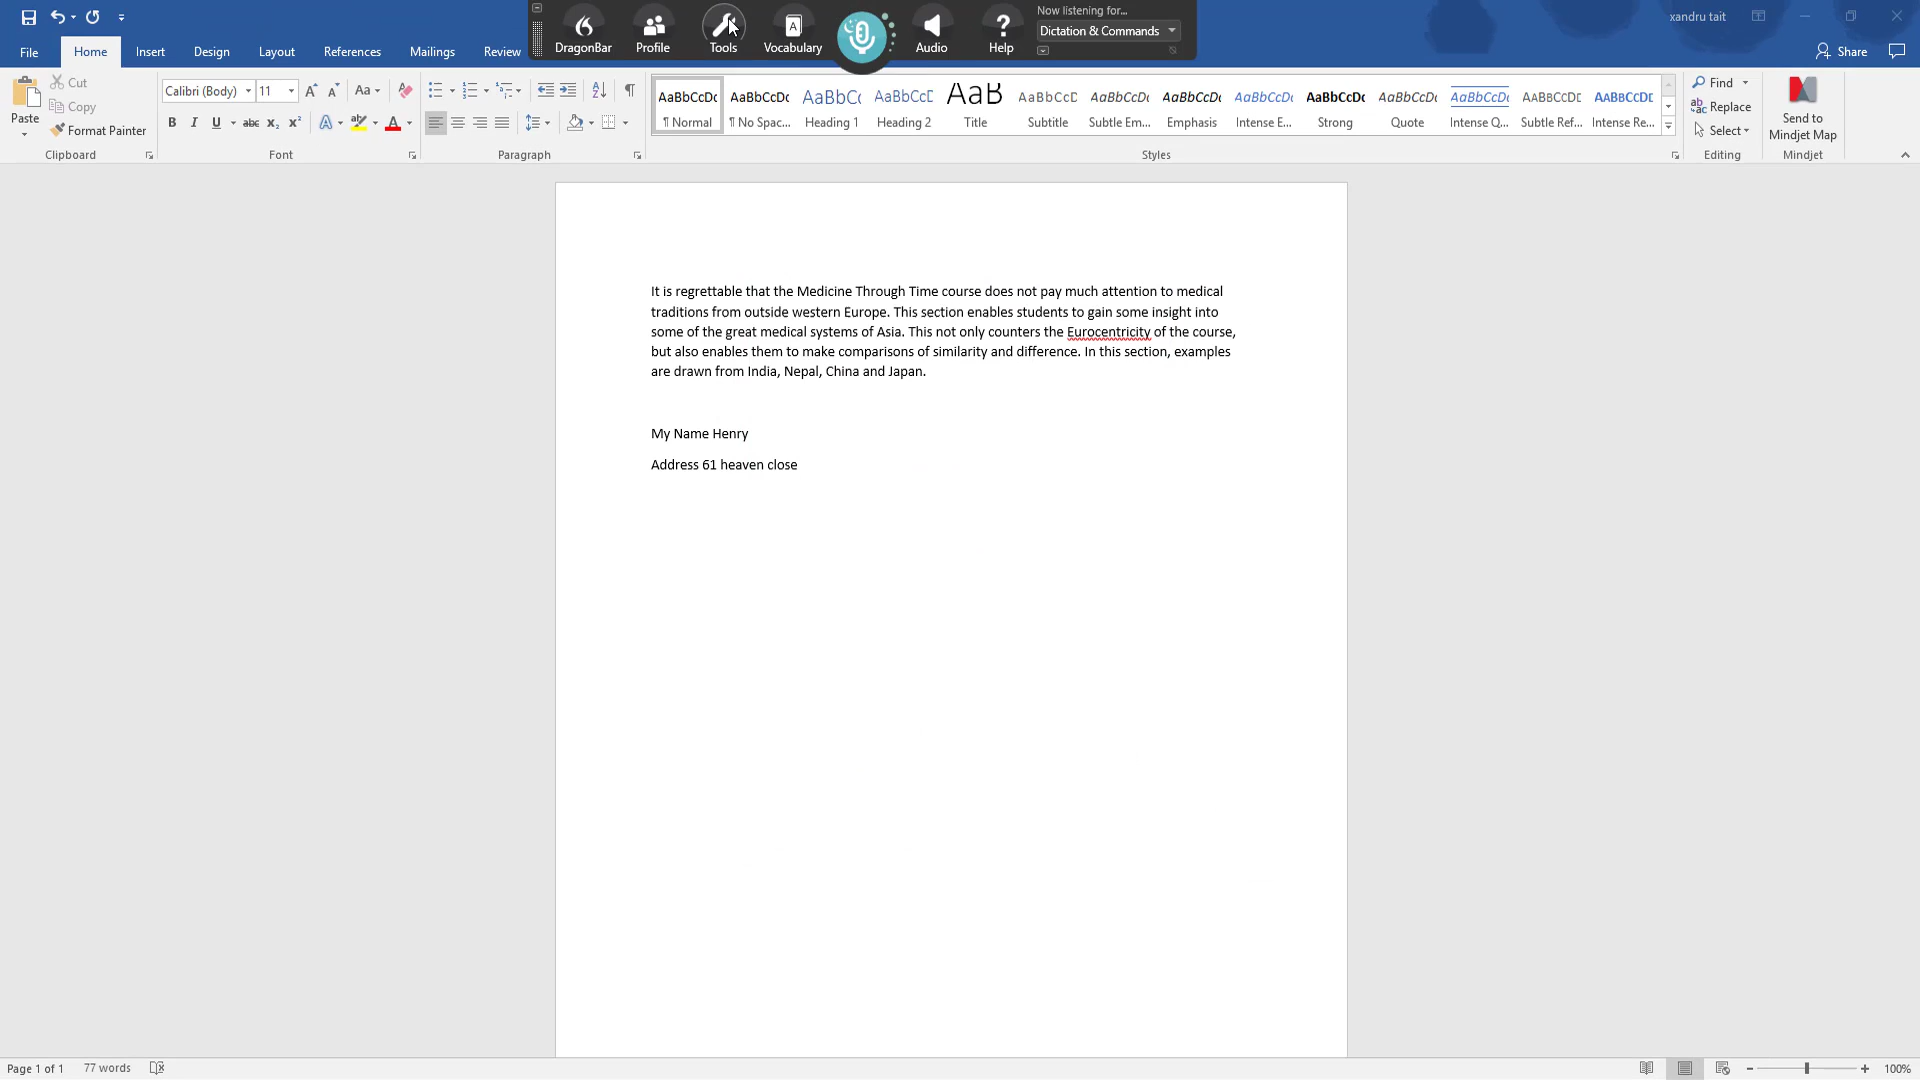 xandru tait
DragonBar
Profile
Tools
Vocabulary
Audio
Help
Now listening for...
Dictation & Commands
File
Home
Insert
Design
Layout
References
Mailings
Review
Share
Paste
Cut
Copy
Format Painter
Clipboard
Calibri (Body)
11
Font
Paragraph
AaBbCcDc
¶ Normal
AaBbCcDc
¶ No Spac...
AaBbCc
Heading 1
AaBbCcD
Heading 2
AaB
Title
AaBbCcD
Subtitle
AaBbCcDc
Subtle Em...
AaBbCcDc
Emphasis
AaBbCcDc
Intense E...
AaBbCcDc
Strong
AaBbCcDc
Quote
AaBbCcDc
Intense Q...
AaBbCcDd
Subtle Ref...
AaBbCcDd
Intense Re...
Styles
Find
Replace
Select
Editing
Send to
Mindjet Map
Mindjet
It is regrettable that the Medicine Through Time course does not pay much attention to medical
traditions from outside western Europe. This section enables students to gain some insight into
some of the great medical systems of Asia. This not only counters the Eurocentricity of the course,
but also enables them to make comparisons of similarity and difference. In this section, examples
are drawn from India, Nepal, China and Japan.
My Name Henry
Address 61 heaven close
Page 1 of 1
77 words
100%